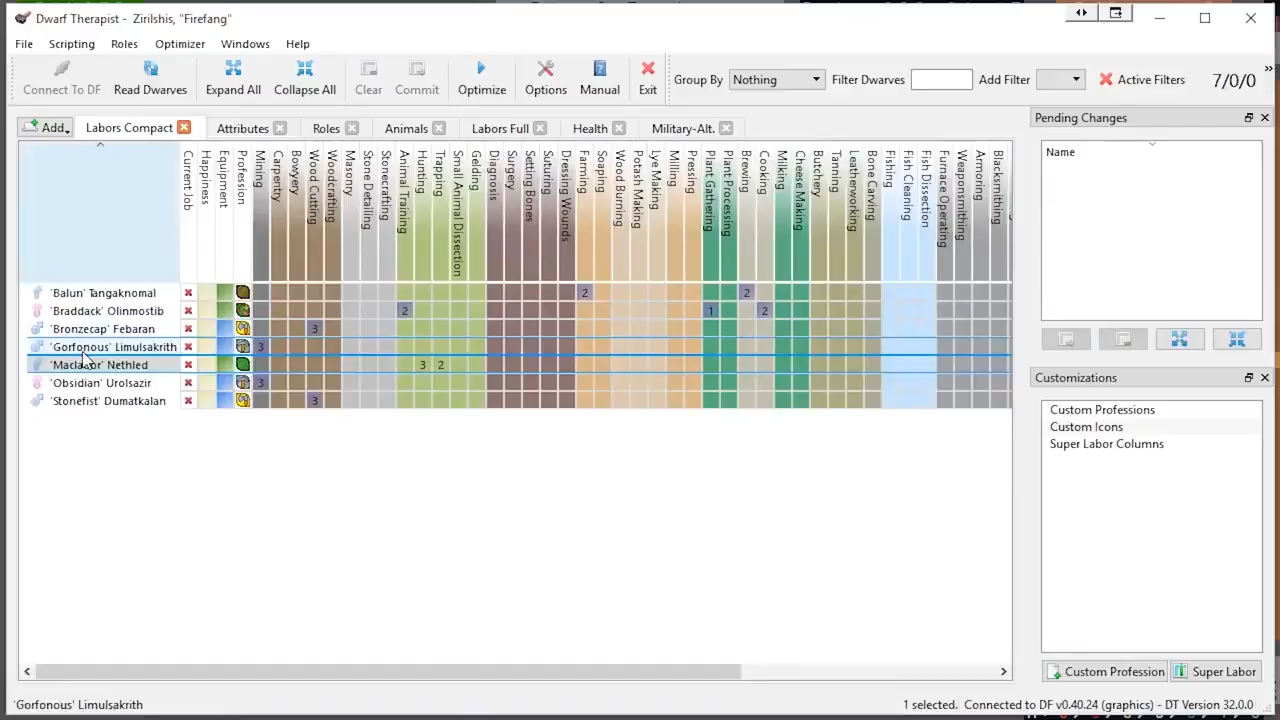 Dwarf Therapist - Zirilshis, "Firefang"
File Scripting Roles Optimizer Windows Help
Connect To DF Read Dwarves Expand All Collapse All Clear Commit Optimize Options Manual Exit Group By Nothing Filter Dwarves Add Filter Active Filters 7/0/0
Add... Labors Compact Attributes Roles Animals Labors Full Health Military-Alt.
Current Job
Happiness
Equipment
Profession
Mining
Carpentry
Bowyery
Wood Cutting
Woodcrafting
Masonry
Stone Detailing
Stonecrafting
Animal Training
Hunting
Trapping
Small Animal Dissection
Gelding
Diagnosis
Surgery
Setting Bones
Suturing
Dressing Wounds
Farming
Soaping
Wood Burning
Potash Making
Lye Making
Milling
Pressing
Plant Gathering
Plant Processing
Brewing
Cooking
Milking
Cheese Making
Butchery
Tanning
Leatherworking
Bone Carving
Fishing
Fish Cleaning
Fish Dissection
Furnace Operating
Weaponsmithing
Armoring
Blacksmithing
'Balun' Tangaknomal 2 2
'Braddack' Olinmostib 2 1 2
'Bronzecap' Febaran 3
'Gorfonous' Limulsakrith 3
Nethled 3 2
'Obsidian' Urolsazir 3
'Stonefist' Dumatkalan 3
Pending Changes
Name
Customizations
Custom Professions
Custom Icons
Super Labor Columns
Custom Profession Super Labor
'Gorfonous' Limulsakrith 1 selected. Connected to DF v0.40.24 (graphics) - DT Version 32.0.0